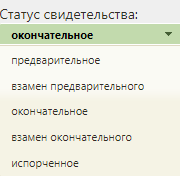 Статус свидетельства:
окончательное
предварительное
взамен предварительного
окончательное
взамен окончательного
испорченное